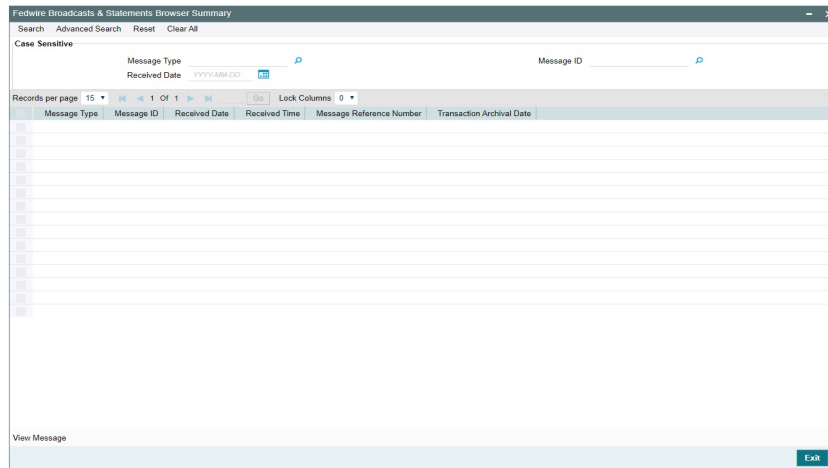 Fedwire Broadcasts & Statements Browser Summary
Search Advanced Search Reset Clear All
Case Sensitive
Message Type Message ID
Received Date YYYY-MM-DD
Records per page 15 1 Of 1 Go Lock Columns 0
Message Type Message ID Received Date Received Time Message Reference Number Transaction Archival Date
View Message
Exit